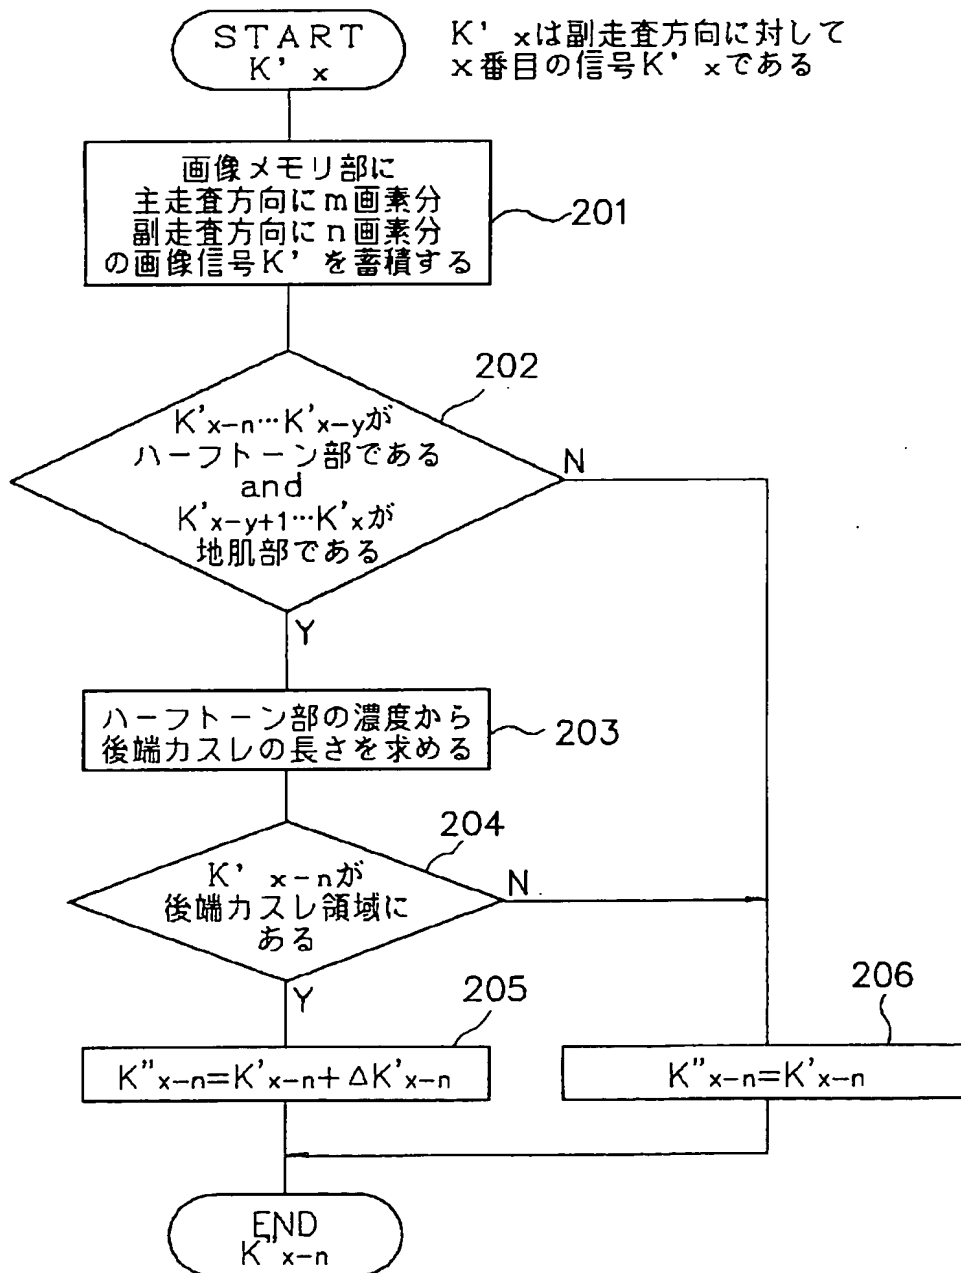 START
K' x
K' xは副走査方向に対して
x番目の信号K' xである
画像メモリ部に
主走査方向にm画素分
副走査方向にn画素分
の画像信号K' を蓄積する
201
202
K'x-n…K'x-yが
ハーフトーン部である
and
K'x-y+1…K'xが
地肌部である
N
Y
ハーフトーン部の濃度から
後端カスレの長さを求める
203
204
K' x-nが
後端カスレ領域に
ある
N
Y
205
K"x-n=K'x-n+ΔK'x-n
206
K"x-n=K'x-n
END
K"x-n